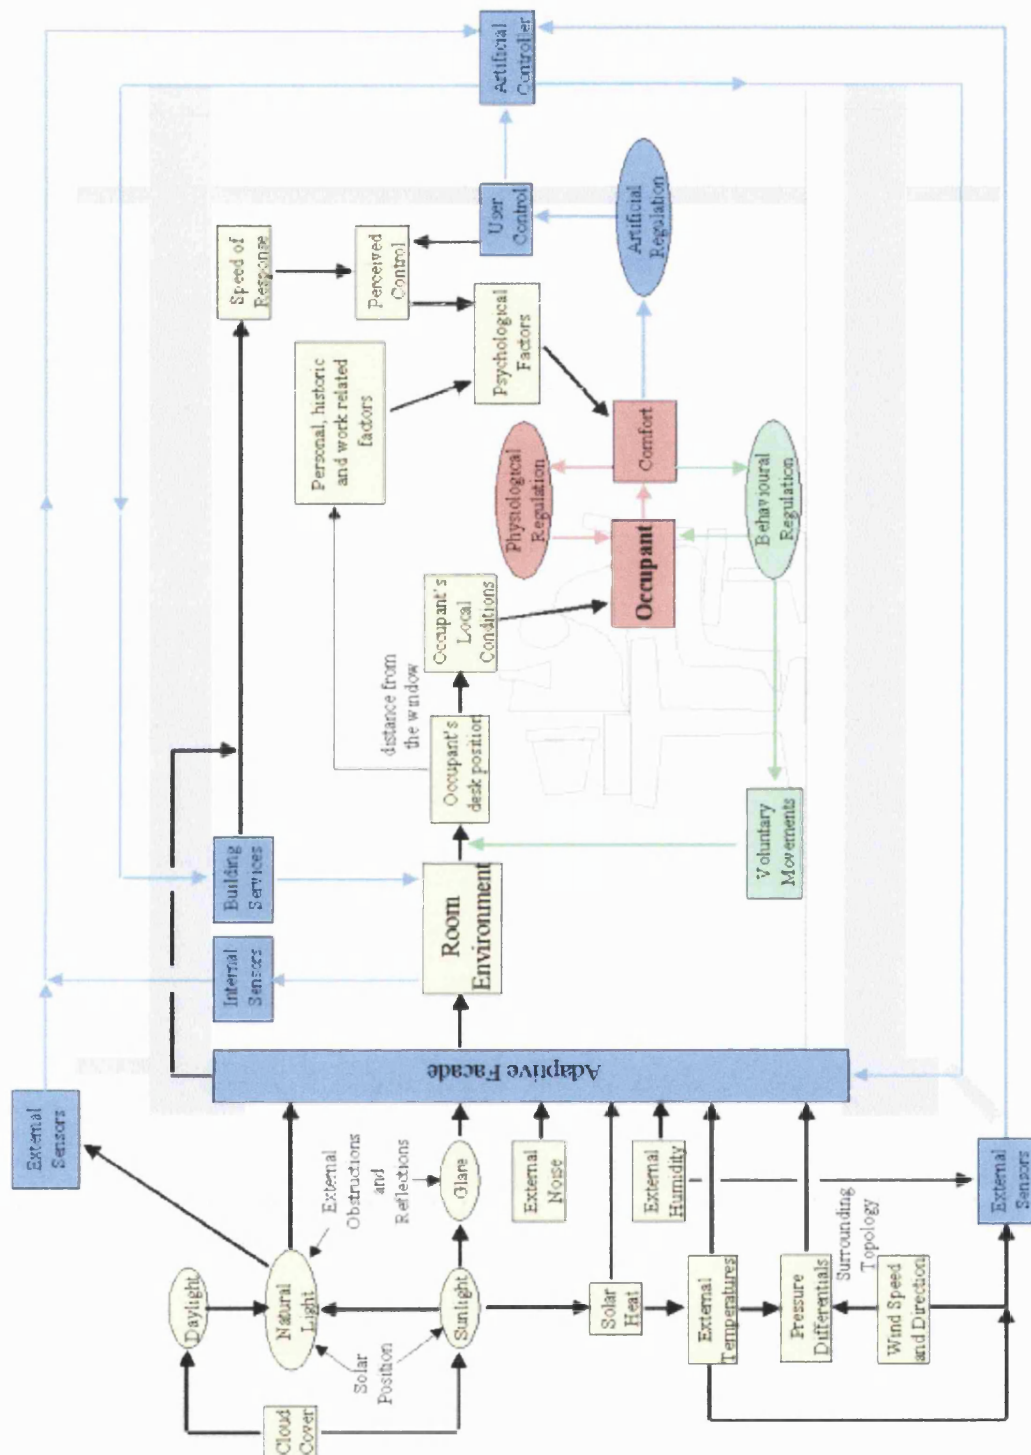 Cloud
Cover
Daylight
Natural
Light
Solar
Position
Sunlight
External
Obstructions
and
Reflections
Glare
External
Noise
Solar
Heat
External
Humidity
External
Temperatures
Pressure
Differentials
Surrounding
Topology
Wind Speed
and Direction
External
Sensors
External
Sensors
Adaptive Facade
Internal
Sensors
Building
Services
Room
Environment
Occupant's
desk position
distance from
the window
Occupant's
Local
Conditions
Voluntary
Movements
Personal, historic
and work related
factors
Speed of
Response
Perceived
Control
Psychological
Factors
Physiological
Regulation
Occupant
Comfort
Behavioural
Regulation
User
Control
Artificial
Regulation
Artificial
Controller